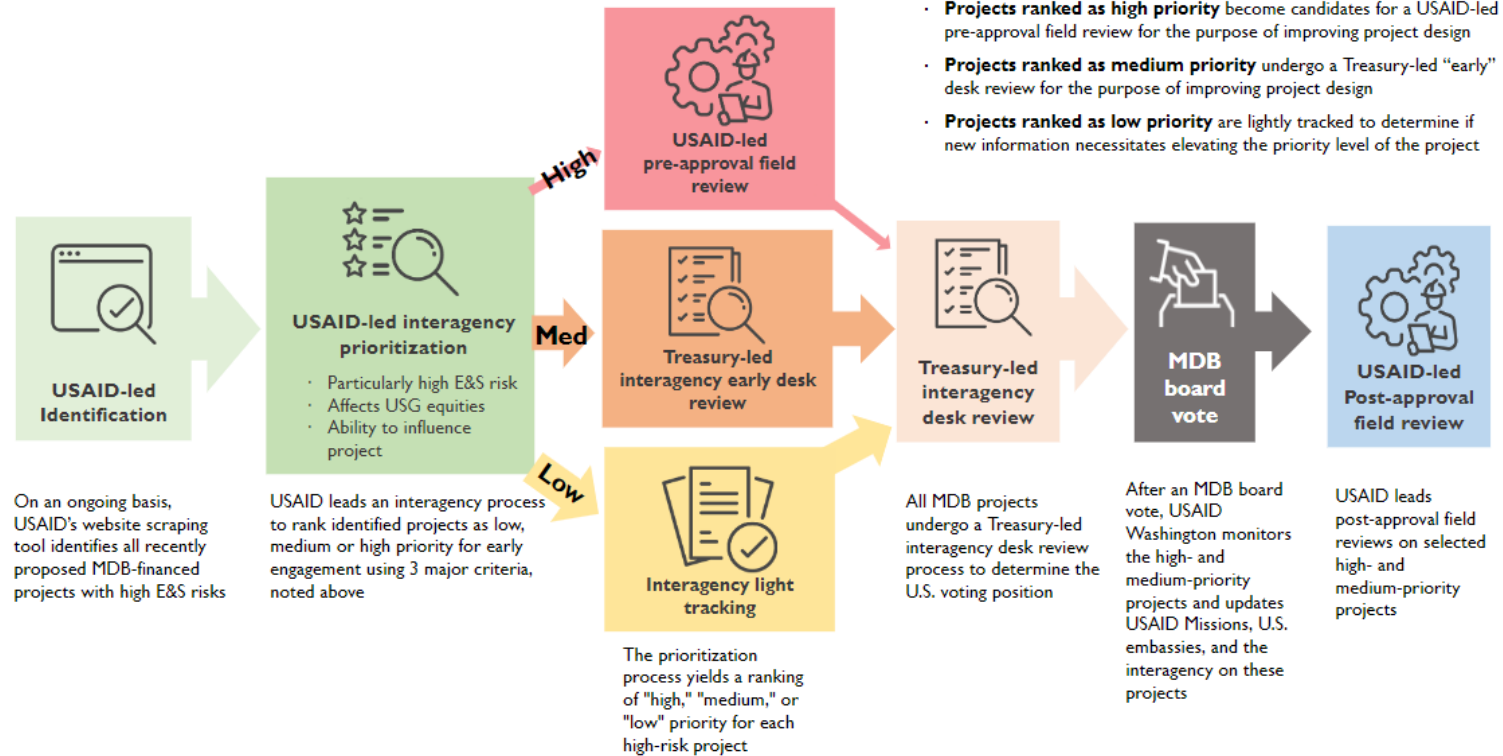 · Projects ranked as high priority become candidates for a USAID-led
pre-approval field review for the purpose of improving project design
· Projects ranked as medium priority undergo a Treasury-led “early”
desk review for the purpose of improving project design
· Projects ranked as low priority are lightly tracked to determine if
new information necessitates elevating the priority level of the project
USAID-led
Identification
On an ongoing basis,
USAID’s website scraping
tool identifies all recently
proposed MDB-financed
projects with high E&S risks
USAID-led interagency
prioritization
· Particularly high E&S risk
· Affects USG equities
· Ability to influence
project
USAID leads an interagency process
to rank identified projects as low,
medium or high priority for early
engagement using 3 major criteria,
noted above
High
Med
Low
USAID-led
pre-approval field
review
Treasury-led
interagency early desk
review
Interagency light
tracking
The prioritization
process yields a ranking
of "high," "medium," or
"low" priority for each
high-risk project
Treasury-led
interagency
desk review
All MDB projects
undergo a Treasury-led
interagency desk review
process to determine the
U.S. voting position
MDB
board
vote
After an MDB board
vote, USAID
Washington monitors
the high- and
medium-priority
projects and updates
USAID Missions, U.S.
embassies, and the
interagency on these
projects
USAID-led
Post-approval
field review
USAID leads
post-approval field
reviews on selected
high- and
medium-priority
projects